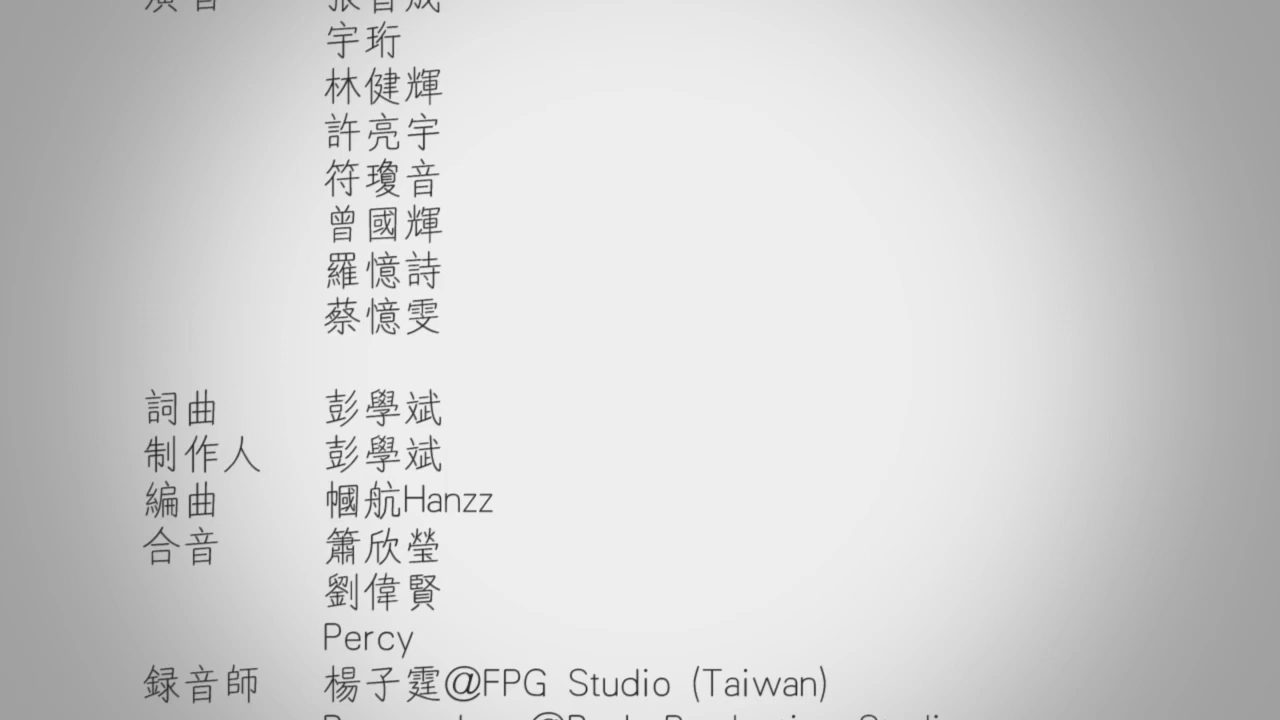 宇珩
林健輝
許亮宇
符瓊音
曾國輝
羅憶詩
蔡憶雯
詞曲 彭學斌
制作人 彭學斌
編曲 幗航Hanzz
合音 簫欣瑩
劉偉賢
Percy
録音師 楊子霆@FPG Studio (Taiwan)